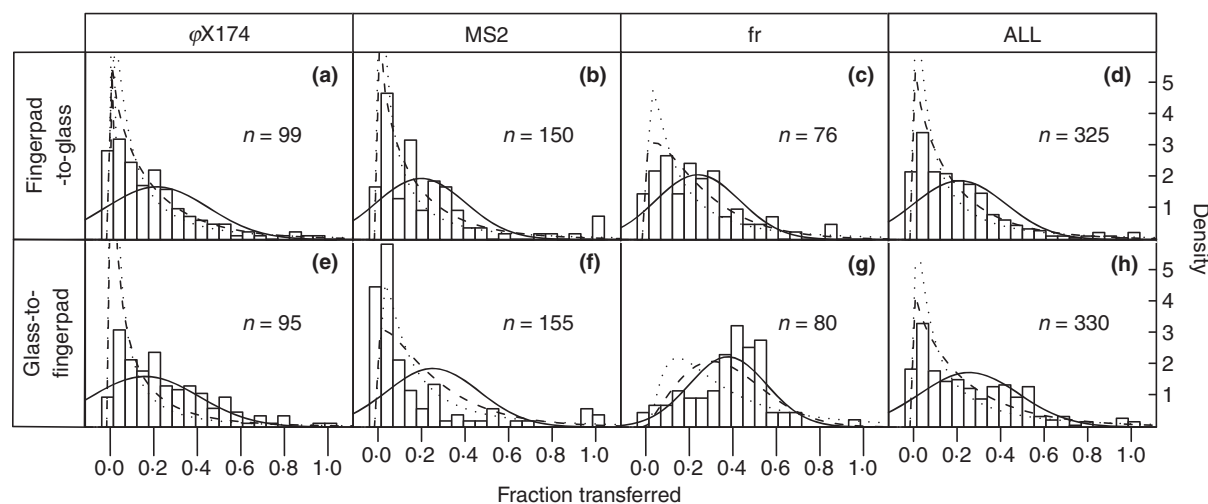 φX174 MS2 fr ALL
Fingerpad
-to-glass
(a) (b) (c) (d)
n = 99 n = 150 n = 76 n = 325
5
4
3
2
1
Glass-to-
fingerpad
(e) (f) (g) (h)
n = 95 n = 155 n = 80 n = 330
5
4
3
2
1
Density
0·0 0·2 0·4 0·6 0·8 1·0 0·0 0·2 0·4 0·6 0·8 1·0 0·0 0·2 0·4 0·6 0·8 1·0 0·0 0·2 0·4 0·6 0·8 1·0
Fraction transferred